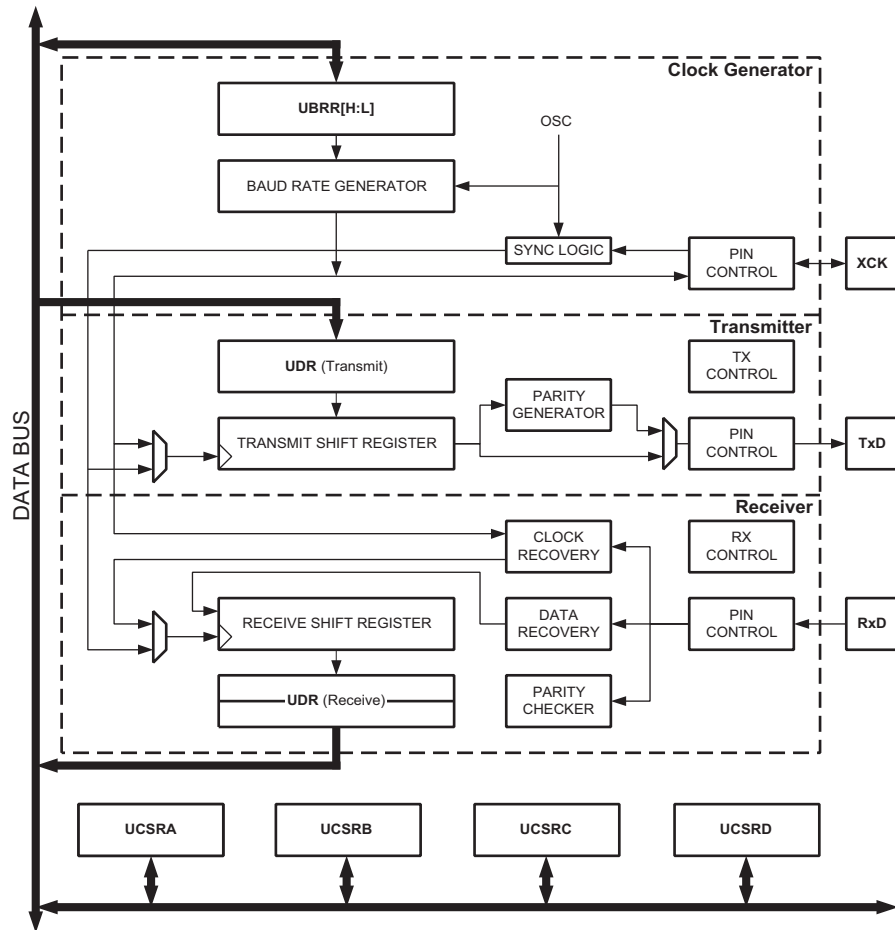 Clock Generator
UBRR[H:L]
OSC
BAUD RATE GENERATOR
SYNC LOGIC
PIN
CONTROL
XCK
Transmitter
UDR (Transmit)
TX
CONTROL
PARITY
GENERATOR
TRANSMIT SHIFT REGISTER
PIN
CONTROL
TxD
DATA BUS
Receiver
CLOCK
RECOVERY
RX
CONTROL
RECEIVE SHIFT REGISTER
DATA
RECOVERY
PIN
CONTROL
RxD
UDR (Receive)
PARITY
CHECKER
UCSRA
UCSRB
UCSRC
UCSRD